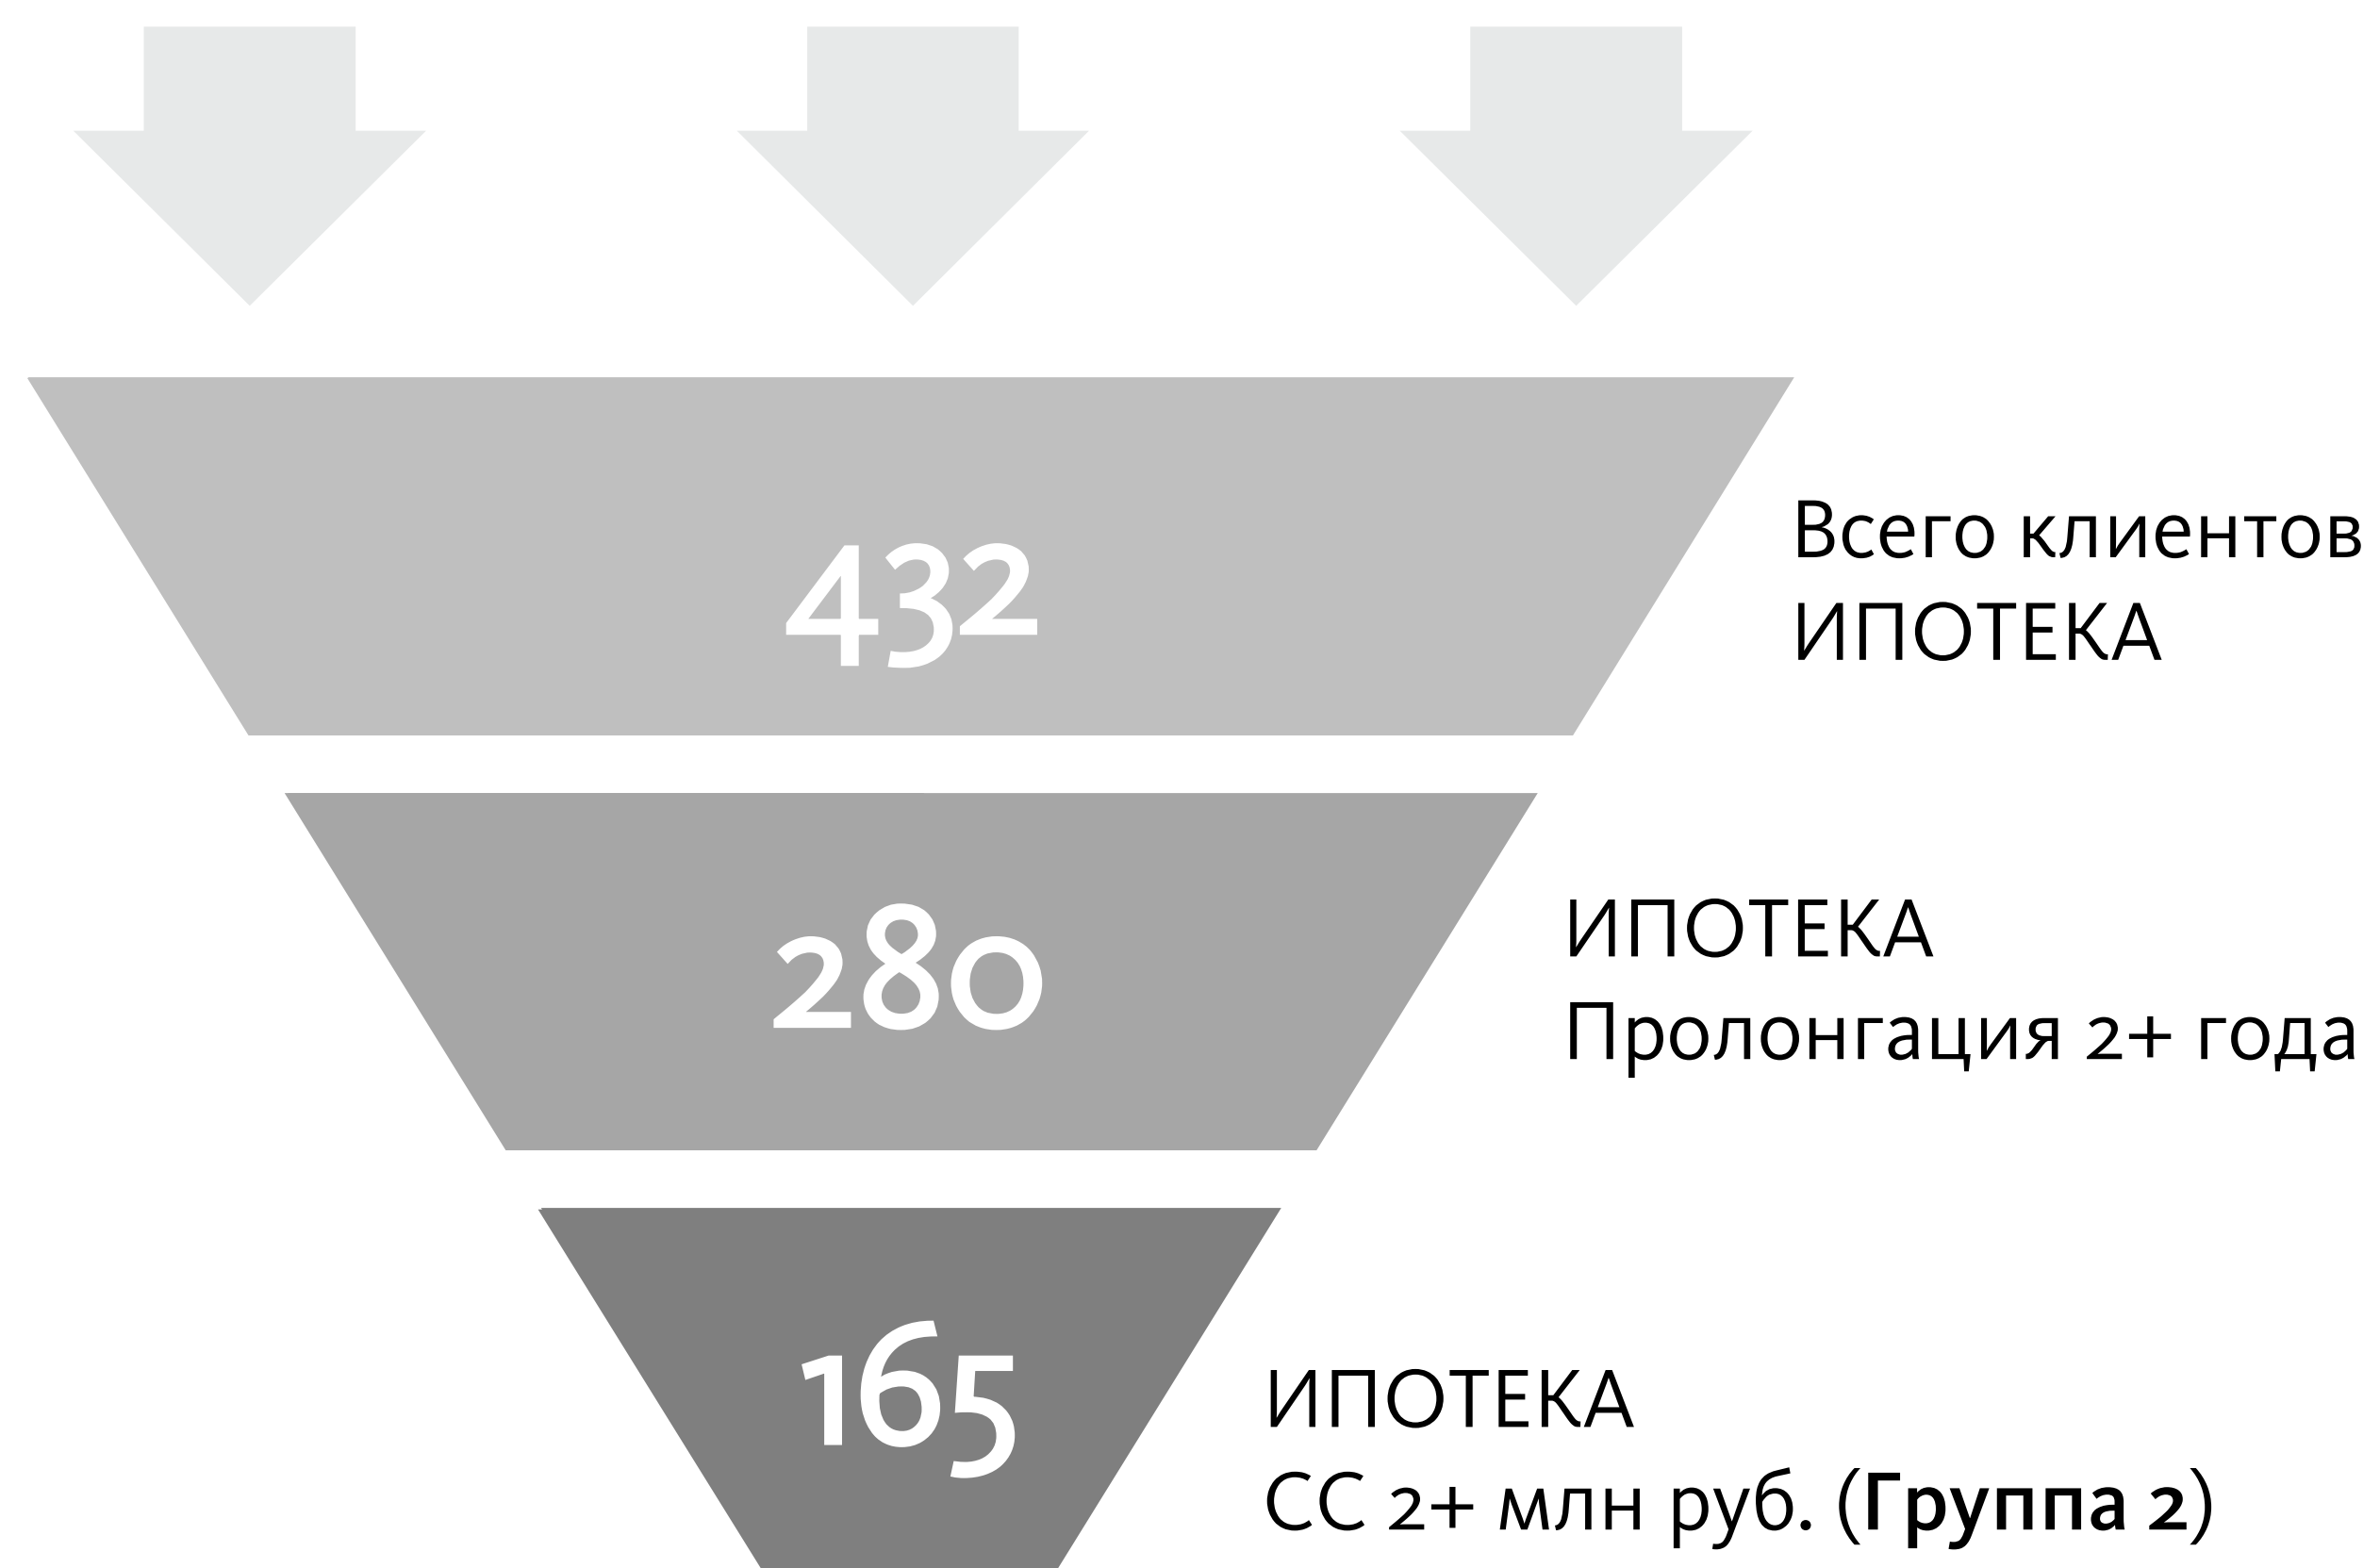 432
Всего клиентов
ИПОТЕКА
280
ИПОТЕКА
Пролонгация 2+ года
165
ИПОТЕКА
СС 2+ млн руб. (Группа 2)